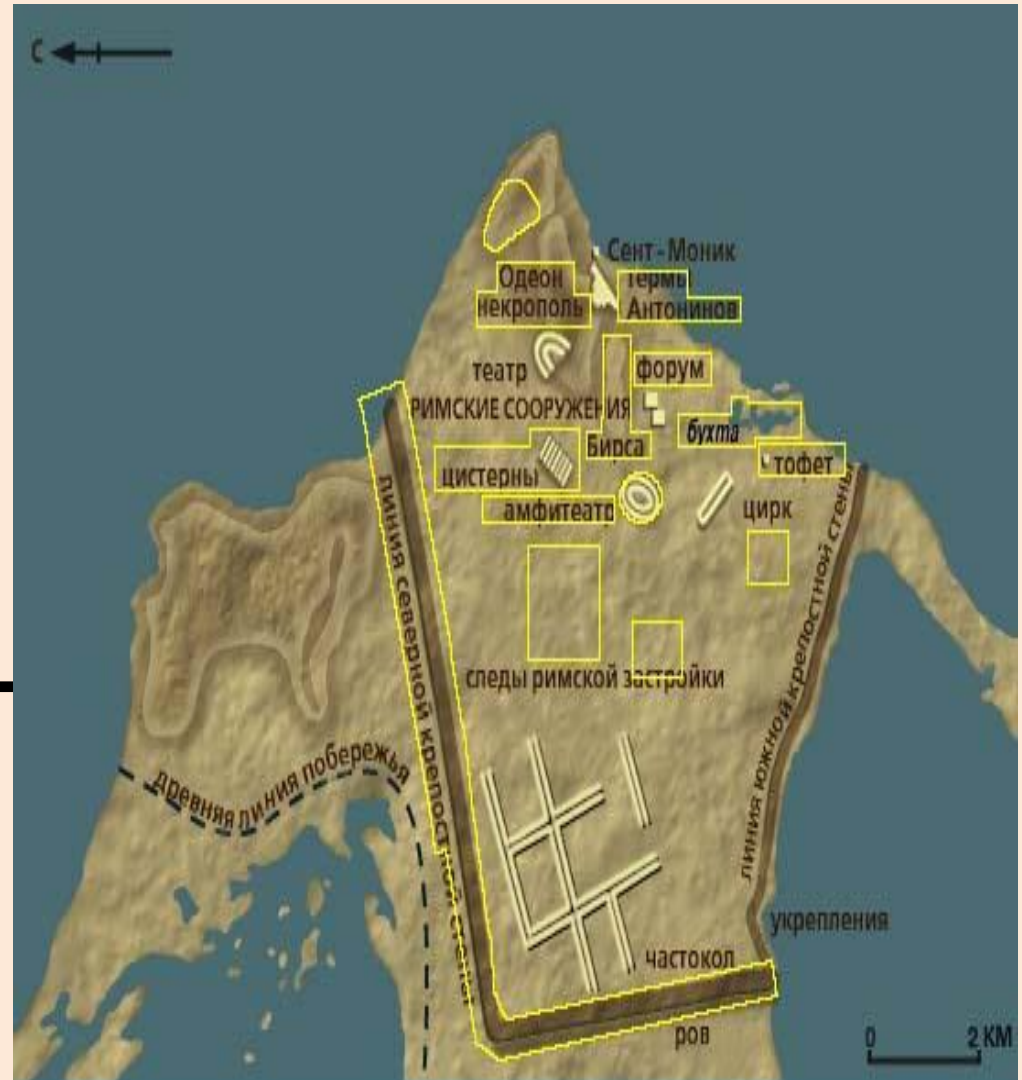 С
Сент - Моник
Одеон
некрополь
Термы
Антонинов
театр
форум
РИМСКИЕ СООРУЖЕНИЯ
Бирса
бухта
цистерны
тофет
амфитеатр
цирк
линия северной крепостной стены
линия южной крепостной стены
следы римской застройки
древняя линия побережья
укрепления
частокол
ров
0 2 КМ